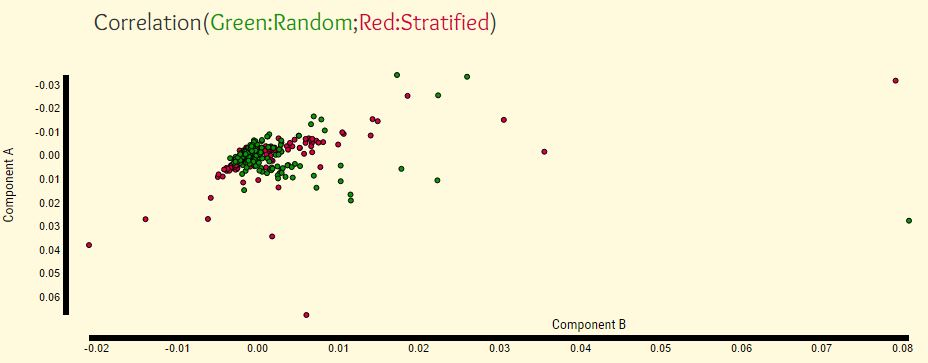 Correlation(Green:Random;Red:Stratified)
-0.03
-0.02
-0.01
0.00
0.01
0.02
0.03
0.04
0.05
0.06
Component A
Component B
-0.02 -0.01 0.00 0.01 0.02 0.03 0.04 0.05 0.06 0.07 0.08